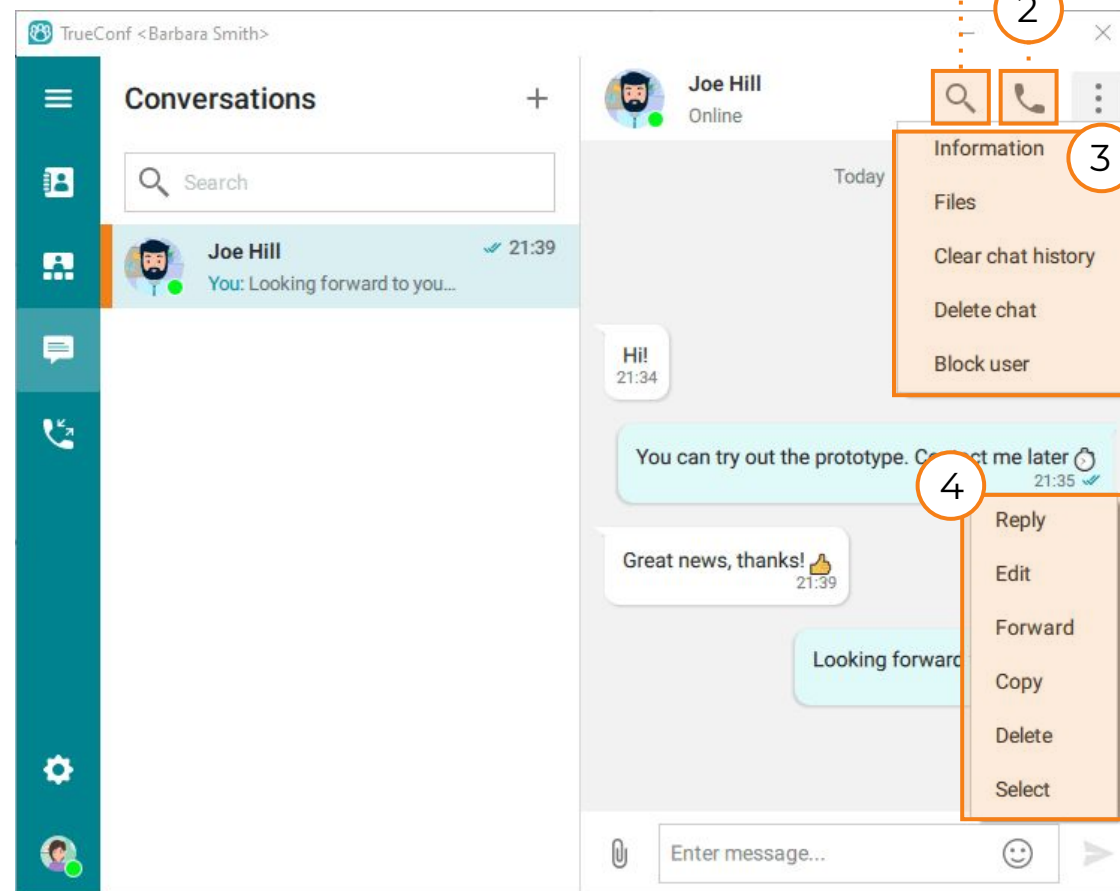 2
TrueConf <Barbara Smith>
Conversations
+
Search
Joe Hill
21:39
You: Looking forward to you...
Joe Hill
Online
Information
3
Files
Clear chat history
Delete chat
Block user
Today
Hi!
21:34
You can try out the prototype. Contact me later
21:35
4
Great news, thanks!
21:39
Looking forward
Reply
Edit
Forward
Copy
Delete
Select
Enter message...